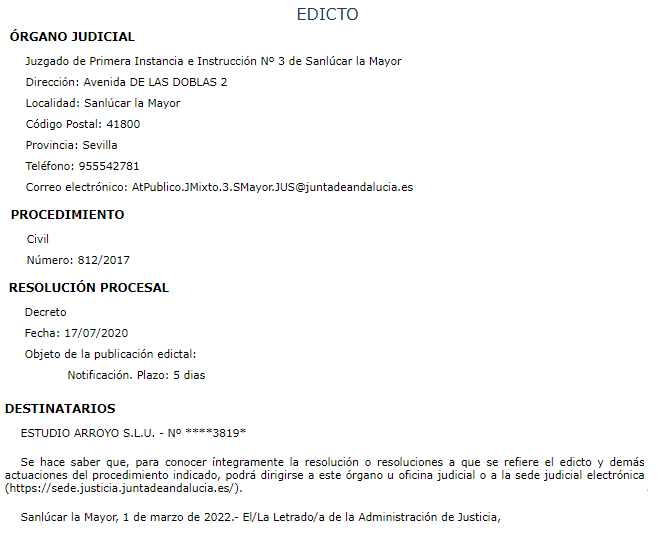 EDICTO
ÓRGANO JUDICIAL
Juzgado de Primera Instancia e Instrucción Nº 3 de Sanlúcar la Mayor
Dirección: Avenida DE LAS DOBLAS 2
Localidad: Sanlúcar la Mayor
Código Postal: 41800
Provincia: Sevilla
Teléfono: 955542781
Correo electrónico: AtPublico.JMixto.3.SMayor.JUS@juntadeandalucia.es
PROCEDIMIENTO
Civil
Número: 812/2017
RESOLUCIÓN PROCESAL
Decreto
Fecha: 17/07/2020
Objeto de la publicación edictal:
Notificación. Plazo: 5 dias
DESTINATARIOS
ESTUDIO ARROYO S.L.U. - Nº ****3819*
Se hace saber que, para conocer íntegramente la resolución o resoluciones a que se refiere el edicto y demás
actuaciones del procedimiento indicado, podrá dirigirse a este órgano u oficina judicial o a la sede judicial electrónica
(https://sede.justicia.juntadeandalucia.es/).
Sanlúcar la Mayor, 1 de marzo de 2022.- El/La Letrado/a de la Administración de Justicia,